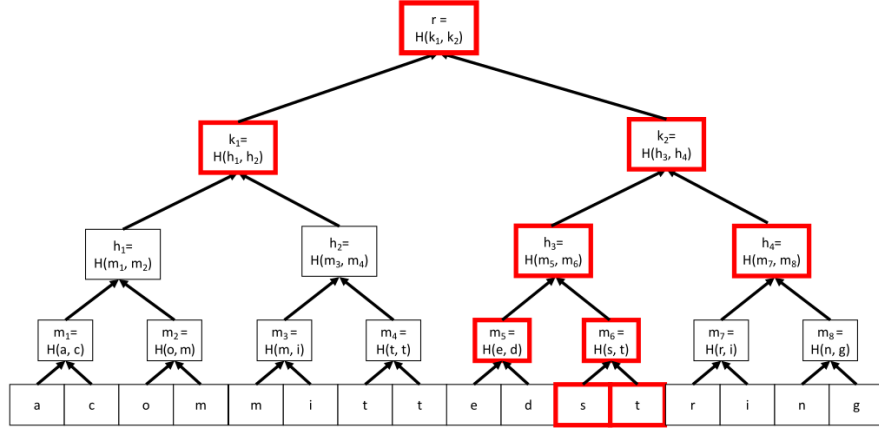 r =
H(k₁, k₂)
k₁=
H(h₁, h₂)
k₂=
H(h₃, h₄)
h₁=
H(m₁, m₂)
h₂=
H(m₃, m₄)
h₃=
H(m₅, m₆)
h₄=
H(m₇, m₈)
m₁=
H(a, c)
m₂=
H(o, m)
m₃=
H(m, i)
m₄=
H(t, t)
m₅=
H(e, d)
m₆=
H(s, t)
m₇=
H(r, i)
m₈=
H(n, g)
a c o m m i t t e d s t r i n g